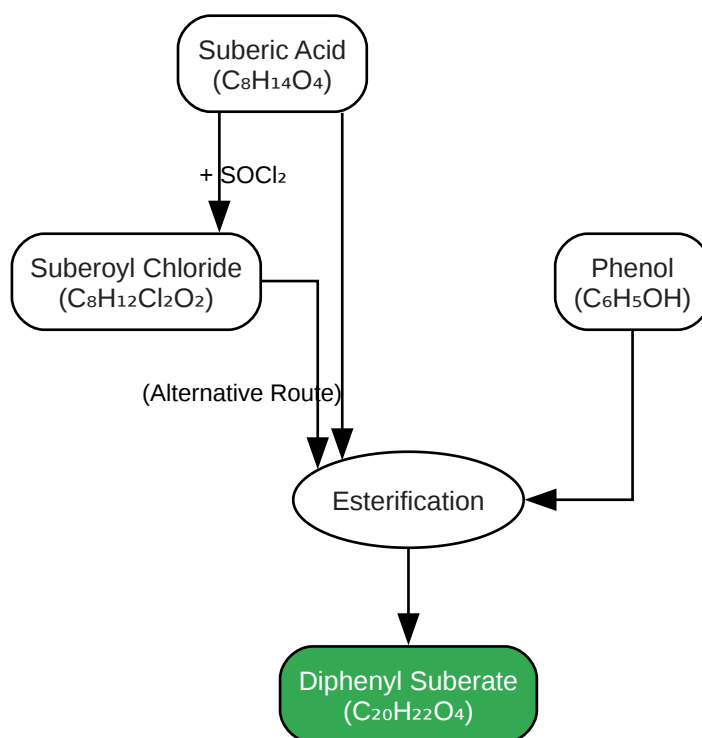 Suberic Acid
(C₈H₁₄O₄)
+ SOCl₂
Suberoyl Chloride
(C₈H₁₂Cl₂O₂)
Phenol
(C₆H₅OH)
(Alternative Route)
Esterification
Diphenyl Suberate
(C₂₀H₂₂O₄)